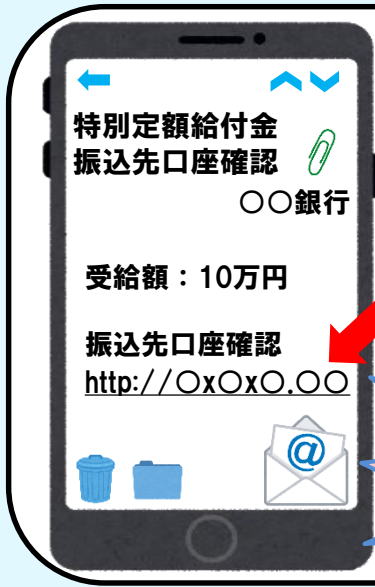 特別定額給付金
振込先口座確認
○○銀行
受給額：10万円
振込先口座確認
http://○x○x○.○○
@